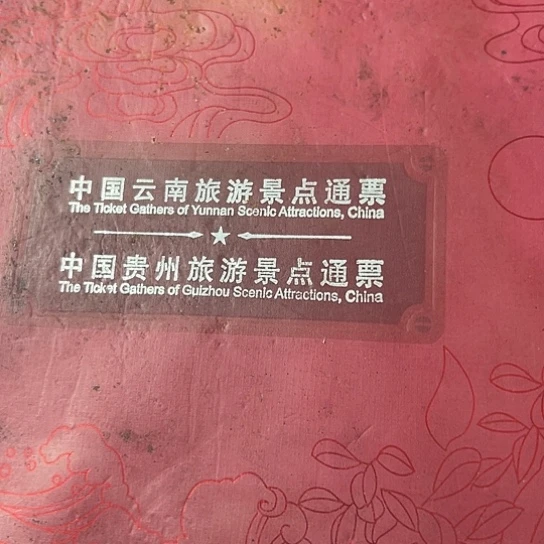 中国云南旅游景点通票
The Ticket Gathers of Yunnan Scenic Attractions, China
中国贵州旅游景点通票
The Ticket Gathers of Guizhou Scenic Attractions, China